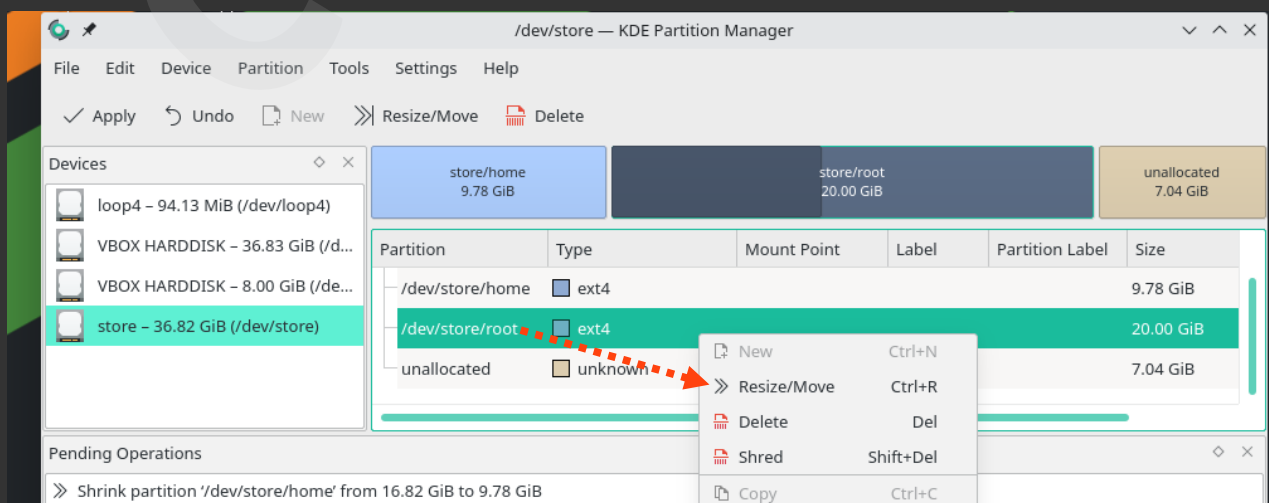 /dev/store — KDE Partition Manager
File Edit Device Partition Tools Settings Help
Apply Undo New Resize/Move Delete
Devices
loop4 – 94.13 MiB (/dev/loop4)
VBOX HARDDISK – 36.83 GiB (/d...
VBOX HARDDISK – 8.00 GiB (/de...
store – 36.82 GiB (/dev/store)
store/home
9.78 GiB
store/root
20.00 GiB
unallocated
7.04 GiB
Partition Type Mount Point Label Partition Label Size
/dev/store/home ext4 9.78 GiB
/dev/store/root ext4 20.00 GiB
unallocated unknown 7.04 GiB
New Ctrl+N
Resize/Move Ctrl+R
Delete Del
Shred Shift+Del
Copy Ctrl+C
Pending Operations
Shrink partition ‘/dev/store/home’ from 16.82 GiB to 9.78 GiB